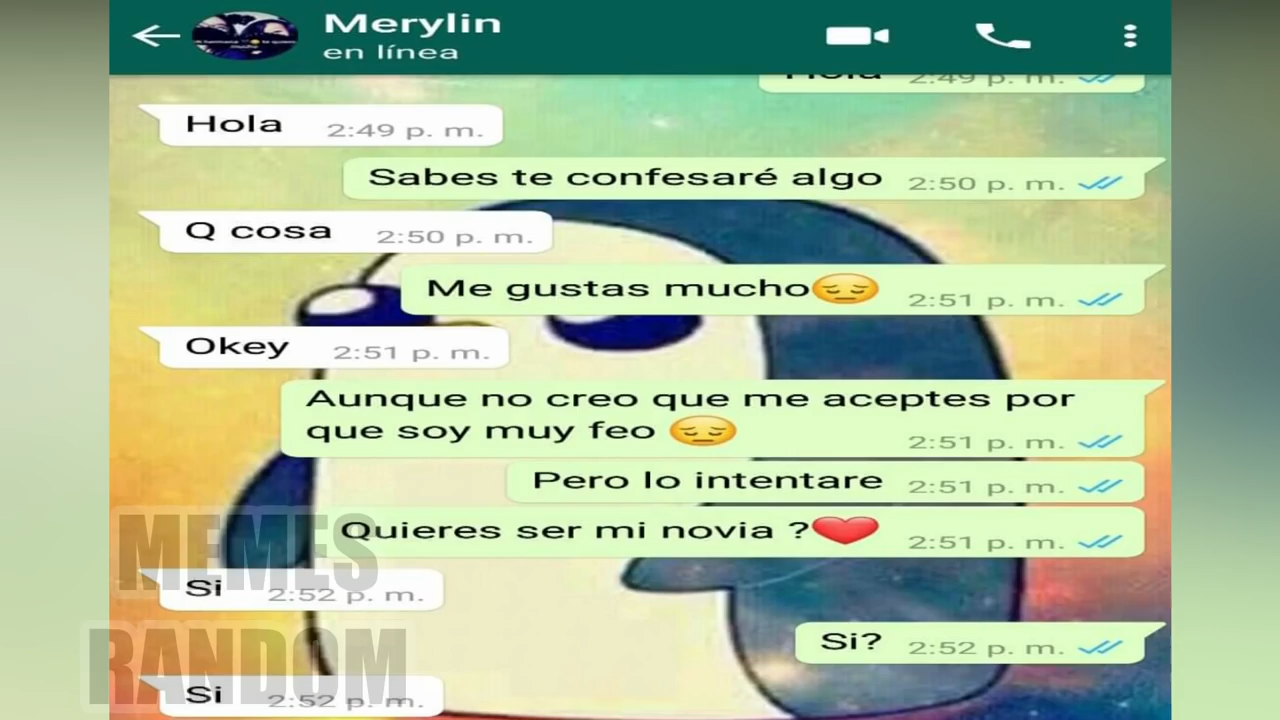 Merylin
en línea
Hola 2:49 p. m.
Hola 2:49 p. m.
Sabes te confesaré algo 2:50 p. m.
Q cosa 2:50 p. m.
Me gustas mucho😔 2:51 p. m.
Okey 2:51 p. m.
Aunque no creo que me aceptes por
que soy muy feo 😔 2:51 p. m.
Pero lo intentare 2:51 p. m.
Quieres ser mi novia ?❤️ 2:51 p. m.
MEMES
Si 2:52 p. m.
Si? 2:52 p. m.
RANDOM
Si 2:52 p. m.